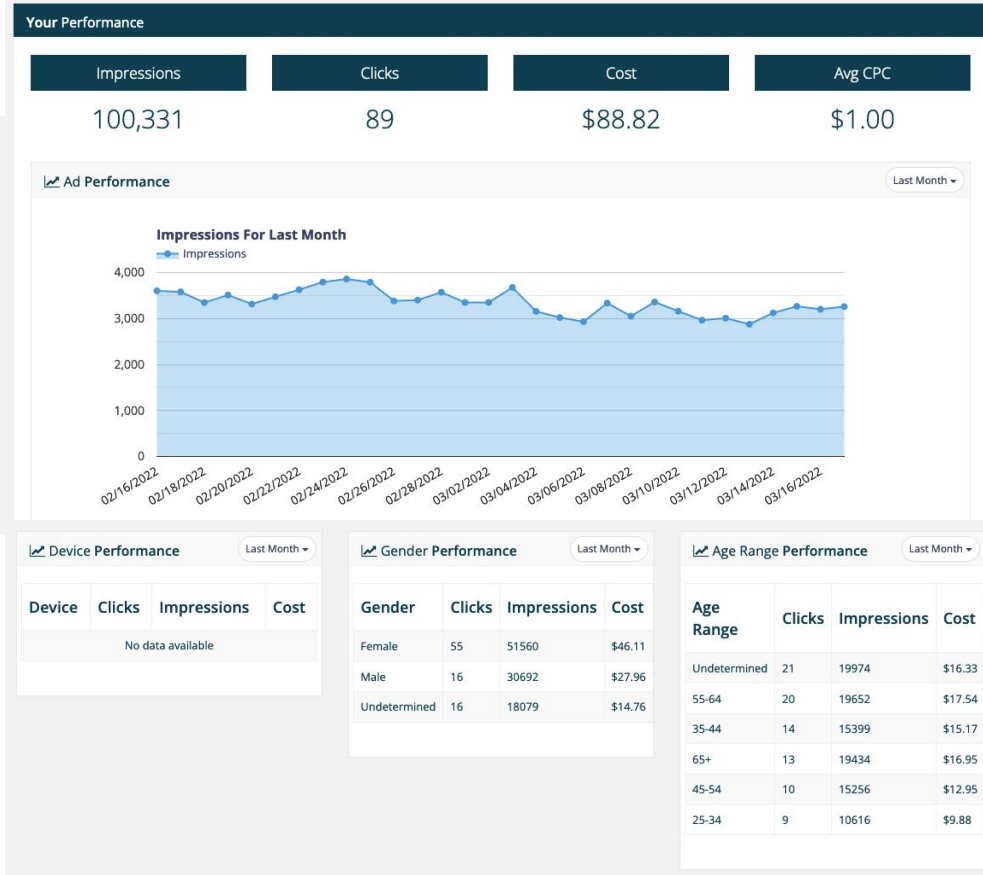 Your Performance
Impressions Clicks Cost Avg CPC
100,331 89 $88.82 $1.00
Ad Performance Last Month
Impressions For Last Month
Impressions
4,000
3,000
2,000
1,000
0
02/16/2022 02/18/2022 02/20/2022 02/22/2022 02/24/2022 02/26/2022 02/28/2022 03/02/2022 03/04/2022 03/06/2022 03/08/2022 03/10/2022 03/12/2022 03/14/2022 03/16/2022
Device Performance Last Month
Device Clicks Impressions Cost
No data available
Gender Performance Last Month
Gender Clicks Impressions Cost
Female 55 51560 $46.11
Male 16 30692 $27.96
Undetermined 16 18079 $14.76
Age Range Performance Last Month
Age
Range Clicks Impressions Cost
Undetermined 21 19974 $16.33
55-64 20 19652 $17.54
35-44 14 15399 $15.17
65+ 13 19434 $16.95
45-54 10 15256 $12.95
25-34 9 10616 $9.88